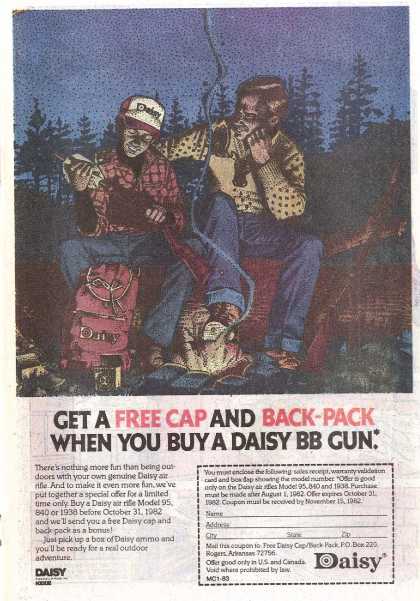 Daisy
Daisy
GET A FREE CAP AND BACK-PACK
WHEN YOU BUY A DAISY BB GUN.*
There's nothing more fun than being out-
doors with your own genuine Daisy air
rifle. And to make it even more fun, we've
put together a special offer for a limited
time only. Buy a Daisy air rifle Model 95,
840 or 1938 before October 31, 1982
and we'll send you a free Daisy cap and
back-pack as a bonus!
Just pick up a box of Daisy ammo and
you'll be ready for a real outdoor
adventure.
DAISY
You must enclose the following: sales receipt, warranty validation
card and box flap showing the model number. *Offer is good
only on the Daisy air rifles Model 95, 840 and 1938. Purchase
must be made after August 1, 1982. Offer expires October 31,
1982. Coupon must be received by November 15, 1982.
Name
Address
City State Zip
Mail this coupon to: Free Daisy Cap/Back-Pack, P.O. Box 220,
Rogers, Arkansas 72756.
Offer good only in U.S. and Canada.
Void where prohibited by law.
MC1-83
Daisy®